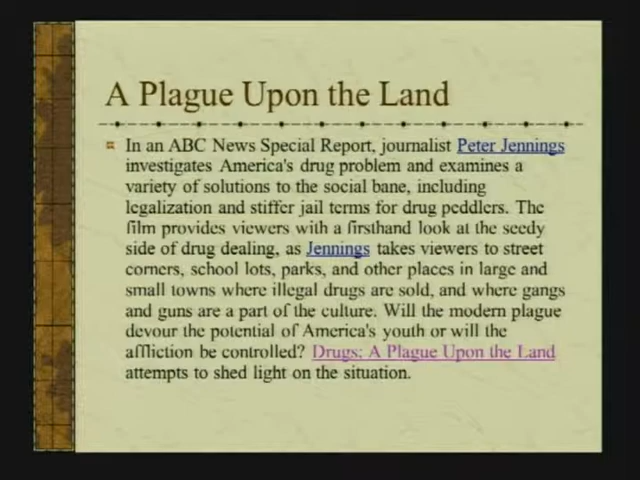 A Plague Upon the Land
In an ABC News Special Report, journalist Peter Jennings
investigates America's drug problem and examines a
variety of solutions to the social bane, including
legalization and stiffer jail terms for drug peddlers. The
film provides viewers with a firsthand look at the seedy
side of drug dealing, as Jennings takes viewers to street
corners, school lots, parks, and other places in large and
small towns where illegal drugs are sold, and where gangs
and guns are a part of the culture. Will the modern plague
devour the potential of America's youth or will the
affliction be controlled? Drugs: A Plague Upon the Land
attempts to shed light on the situation.